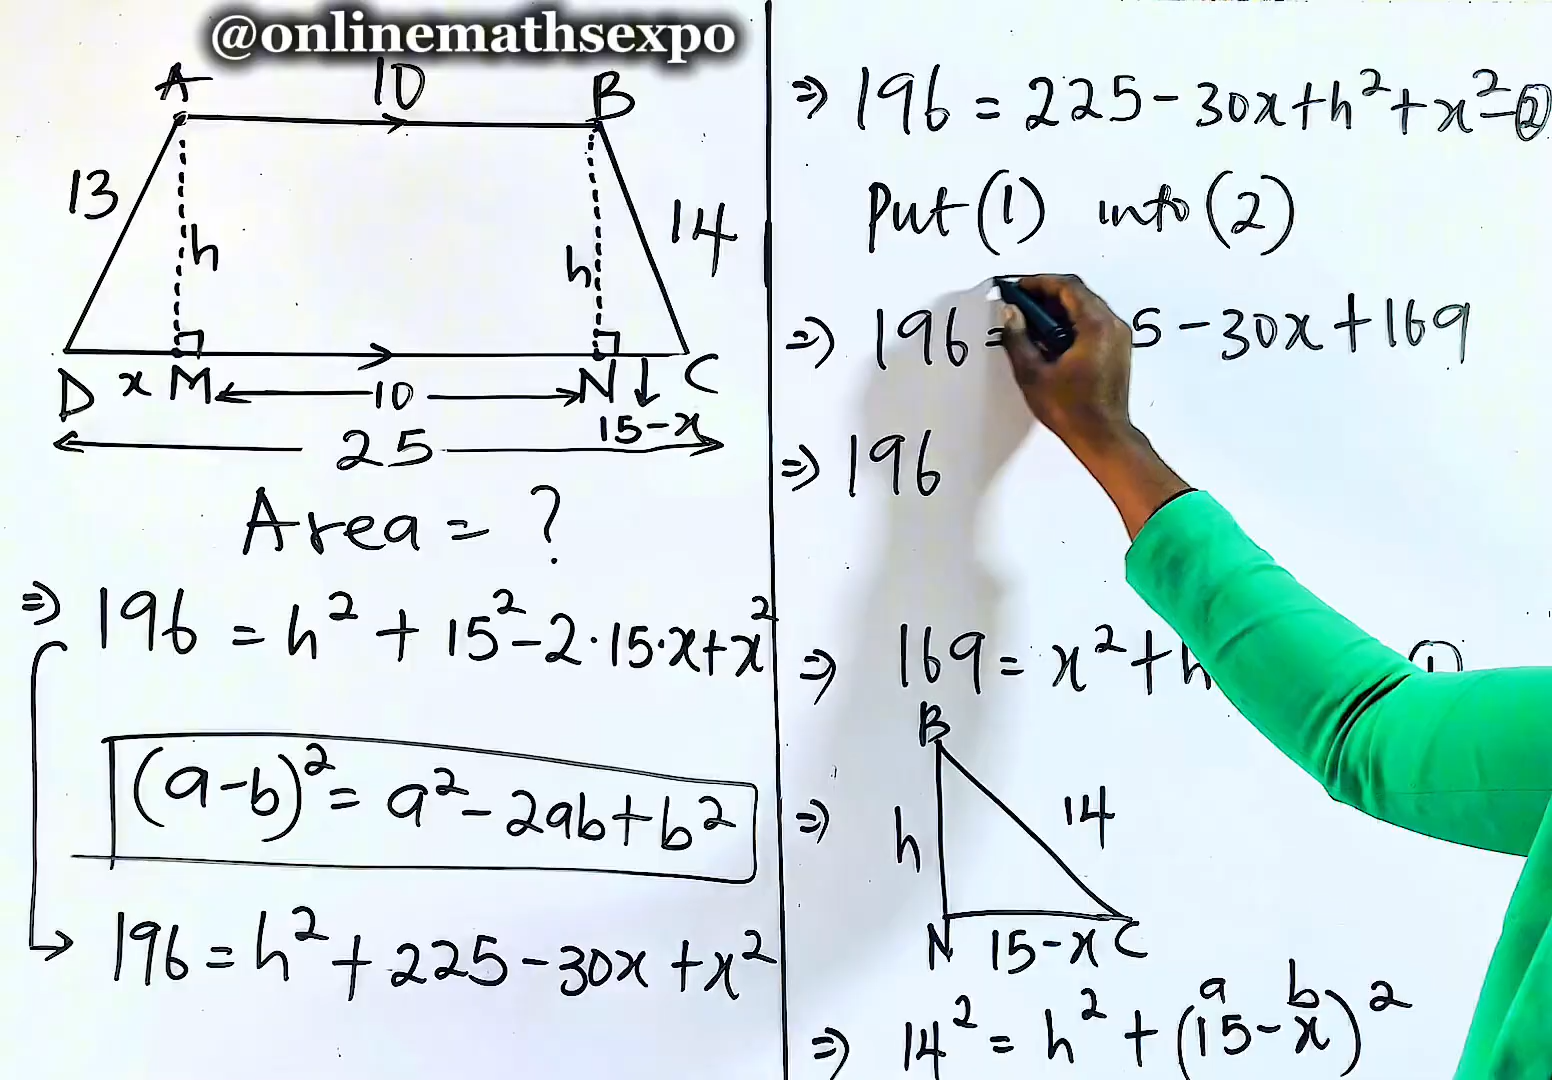 @onlinemathsexpo
A 10 B
13 h h 14
D x M 10 N C
15-x
25
Area = ?
⇒ 196 = h² + 15² - 2·15·x + x²
(a-b)² = a² - 2ab + b²
196 = h² + 225 - 30x + x²
⇒ 196 = 225 - 30x + h² + x² - ②
Put (1) into (2)
⇒ 196 = 5 - 30x + 169
⇒ 196
⇒ 169 = x² + h
B
⇒ h 14
N 15-x C
a b
⇒ 14² = h² + (15-x)²